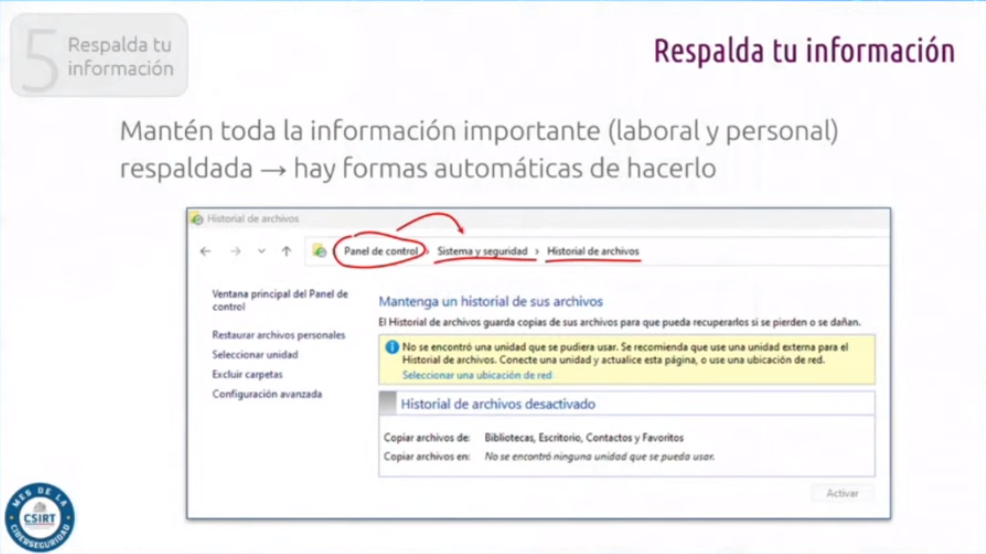 5
Respalda tu
información
Respalda tu información
Mantén toda la información importante (laboral y personal)
respaldada → hay formas automáticas de hacerlo
Historial de archivos
Panel de control › Sistema y seguridad › Historial de archivos
Ventana principal del Panel de
control
Restaurar archivos personales
Seleccionar unidad
Excluir carpetas
Configuración avanzada
Mantenga un historial de sus archivos
El Historial de archivos guarda copias de sus archivos para que pueda recuperarlos si se pierden o se dañan.
No se encontró una unidad que se pudiera usar. Se recomienda que use una unidad externa para el
Historial de archivos. Conecte una unidad y actualice esta página, o use una ubicación de red.
Seleccionar una ubicación de red
Historial de archivos desactivado
Copiar archivos de: Bibliotecas, Escritorio, Contactos y Favoritos
Copiar archivos en: No se encontró ninguna unidad que se pueda usar.
Activar
MES DE LA
CSIRT
CIBERSEGURIDAD